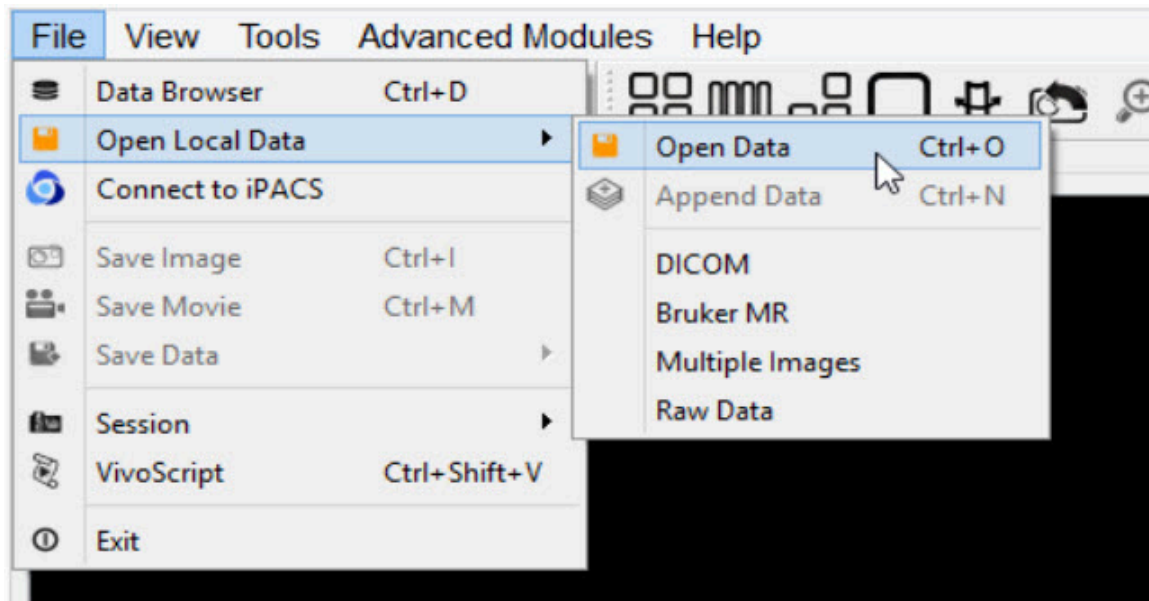 File View Tools Advanced Modules Help
Data Browser Ctrl+D
Open Local Data
Connect to iPACS
Save Image Ctrl+I
Save Movie Ctrl+M
Save Data
Session
VivoScript Ctrl+Shift+V
Exit
Open Data Ctrl+O
Append Data Ctrl+N
DICOM
Bruker MR
Multiple Images
Raw Data